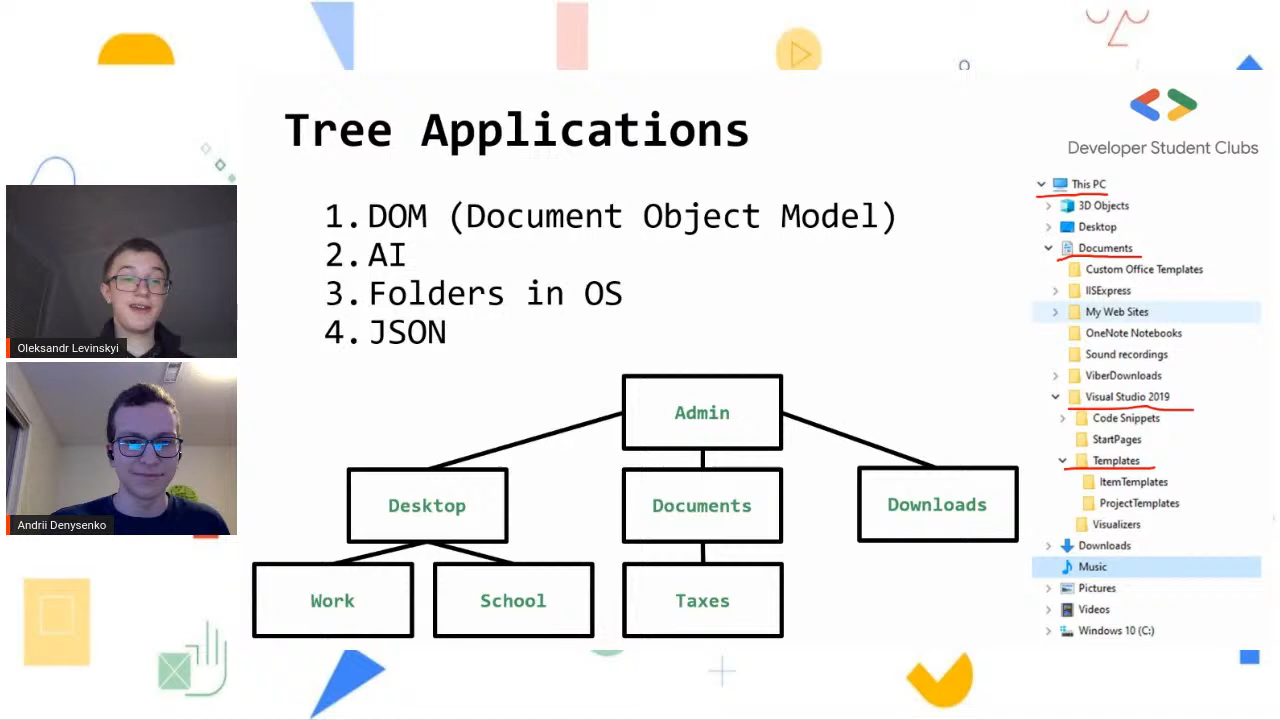 Tree Applications
Developer Student Clubs
1. DOM (Document Object Model)
2. AI
3. Folders in OS
4. JSON
Oleksandr Levinskyi
Andrii Denysenko
Admin
Desktop
Documents
Downloads
Work
School
Taxes
This PC
3D Objects
Desktop
Documents
Custom Office Templates
IISExpress
My Web Sites
OneNote Notebooks
Sound recordings
ViberDownloads
Visual Studio 2019
Code Snippets
StartPages
Templates
ItemTemplates
ProjectTemplates
Visualizers
Downloads
Music
Pictures
Videos
Windows 10 (C:)